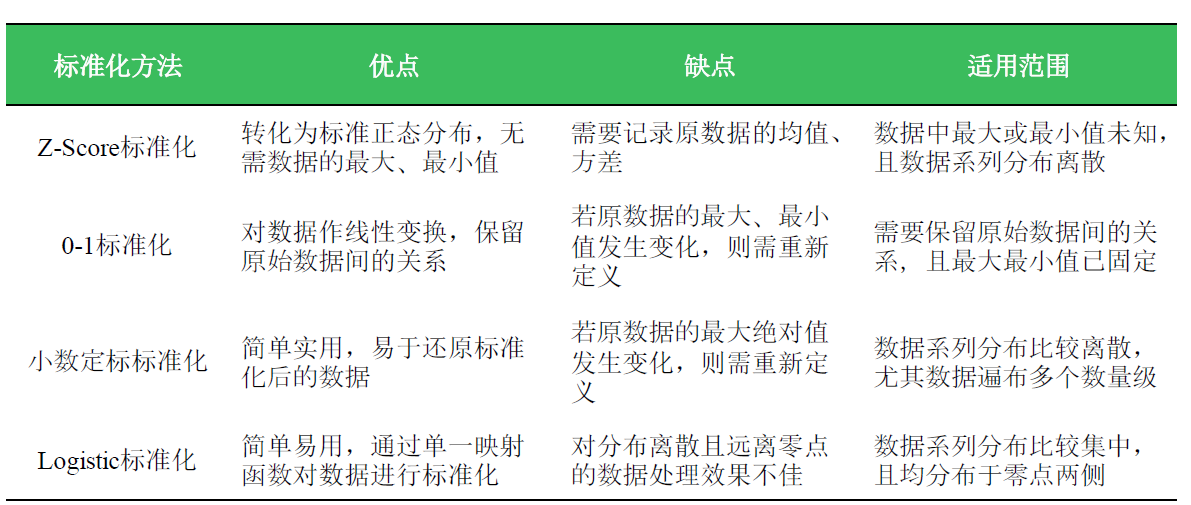 标准化方法
优点
缺点
适用范围
Z-Score标准化
转化为标准正态分布，无
需数据的最大、最小值
需要记录原数据的均值、
方差
数据中最大或最小值未知，
且数据系列分布离散
0-1标准化
对数据作线性变换，保留
原始数据间的关系
若原数据的最大、最小
值发生变化，则需重新
定义
需要保留原始数据间的关
系，且最大最小值已固定
小数定标标准化
简单实用，易于还原标准
化后的数据
若原数据的最大绝对值
发生变化，则需重新定
义
数据系列分布比较离散，
尤其数据遍布多个数量级
Logistic标准化
简单易用，通过单一映射
函数对数据进行标准化
对分布离散且远离零点
的数据处理效果不佳
数据系列分布比较集中，
且均分布于零点两侧